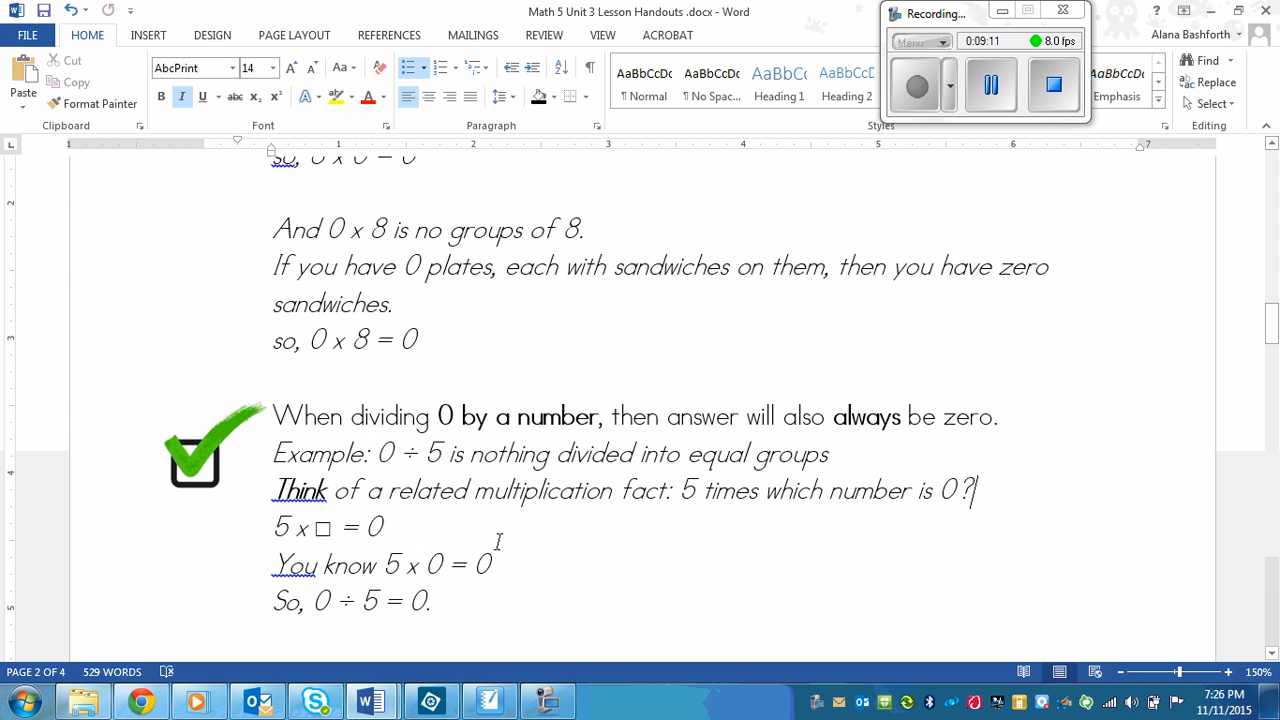 Math 5 Unit 3 Lesson Handouts .docx - Word
Recording...
Menu
0:09:11
8.0 fps
FILE
HOME
INSERT
DESIGN
PAGE LAYOUT
REFERENCES
MAILINGS
REVIEW
VIEW
ACROBAT
Alana Bashforth
Paste
Cut
Copy
Format Painter
Clipboard
AbcPrint
14
Font
Paragraph
AaBbCcDc
¶ Normal
AaBbCcDc
¶ No Spac...
AaBbCc
Heading 1
AaBbCcD
Heading 2
Emphasis
Styles
Find
Replace
Select
Editing
so, 6 x 0 = 0
And 0 x 8 is no groups of 8.
If you have 0 plates, each with sandwiches on them, then you have zero
sandwiches.
so, 0 x 8 = 0
When dividing 0 by a number, then answer will also always be zero.
Example: 0 ÷ 5 is nothing divided into equal groups
Think of a related multiplication fact: 5 times which number is 0?
5 x □ = 0
You know 5 x 0 = 0
So, 0 ÷ 5 = 0.
PAGE 2 OF 4
529 WORDS
150%
7:26 PM
11/11/2015